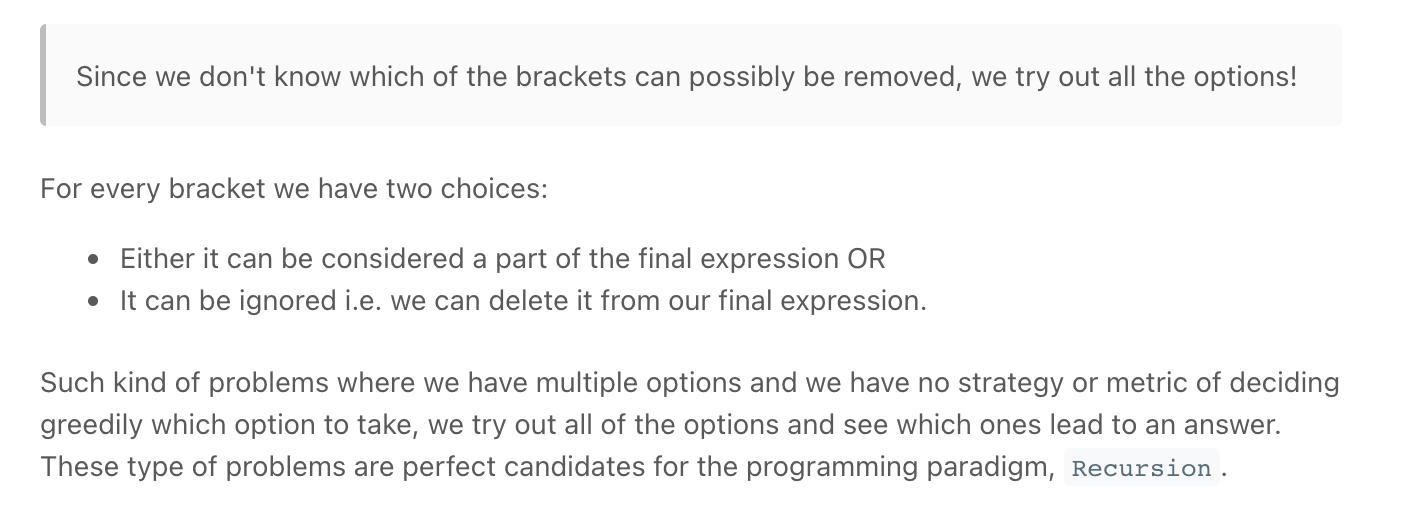 Since we don't know which of the brackets can possibly be removed, we try out all the options!
For every bracket we have two choices:
• Either it can be considered a part of the final expression OR
• It can be ignored i.e. we can delete it from our final expression.
Such kind of problems where we have multiple options and we have no strategy or metric of deciding
greedily which option to take, we try out all of the options and see which ones lead to an answer.
These type of problems are perfect candidates for the programming paradigm, Recursion.